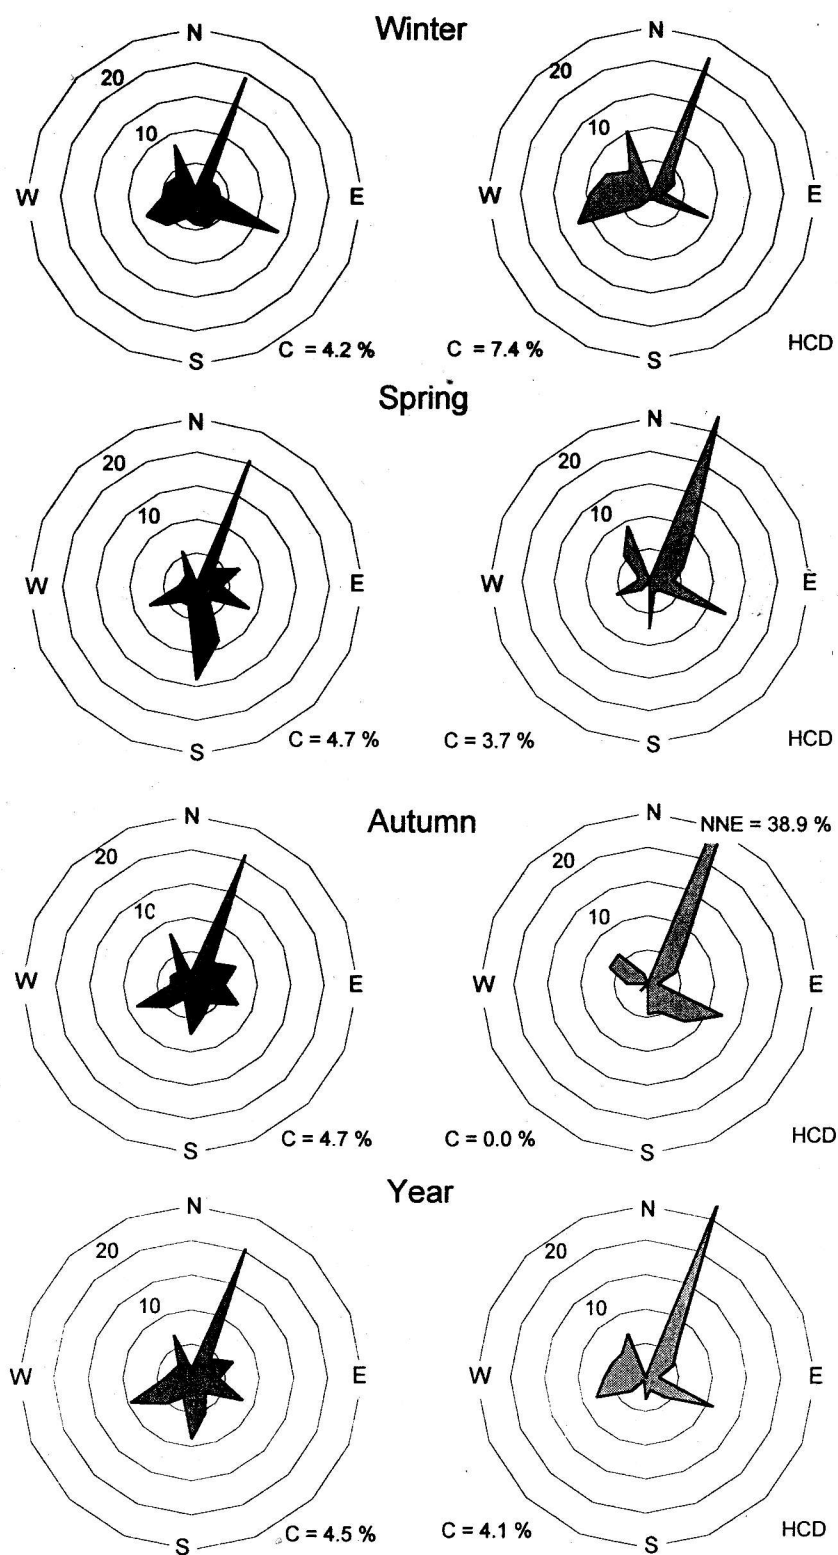 Winter
N
N
20
20
10
10
W
E
W
E
S
S
C = 4.2 %
C = 7.4 %
HCD
Spring
N
N
20
20
10
10
W
E
W
E
S
S
C = 4.7 %
C = 3.7 %
HCD
Autumn
N
N
NNE = 38.9 %
20
20
10
10
W
E
W
E
S
S
C = 4.7 %
C = 0.0 %
HCD
Year
N
N
20
20
10
10
W
E
W
E
S
S
C = 4.5 %
C = 4.1 %
HCD